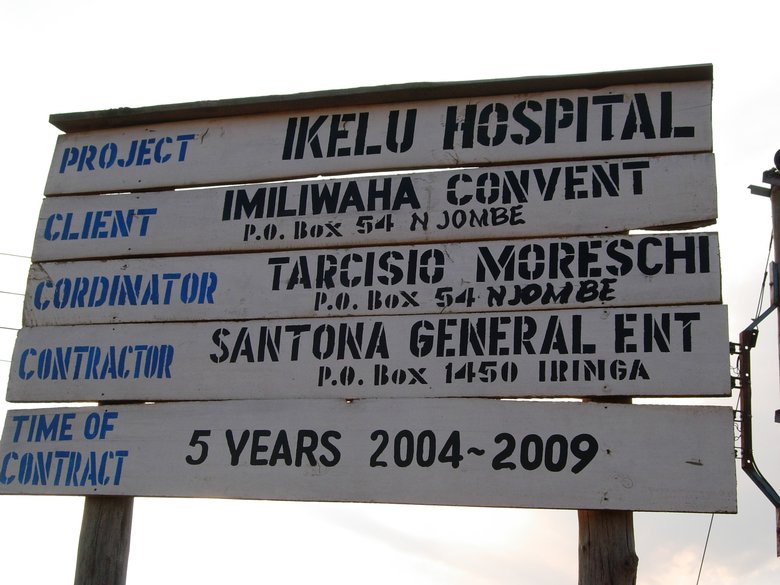 PROJECT IKELU HOSPITAL
CLIENT IMILIWAHA CONVENT
P.O. Box 54 NJOMBE
CORDINATOR TARCISIO MORESCHI
P.O. BOX 54 NJOMBE
CONTRACTOR SANTONA GENERAL ENT
P.O. Box 1450 IRINGA
TIME OF
CONTRACT 5 YEARS 2004~2009